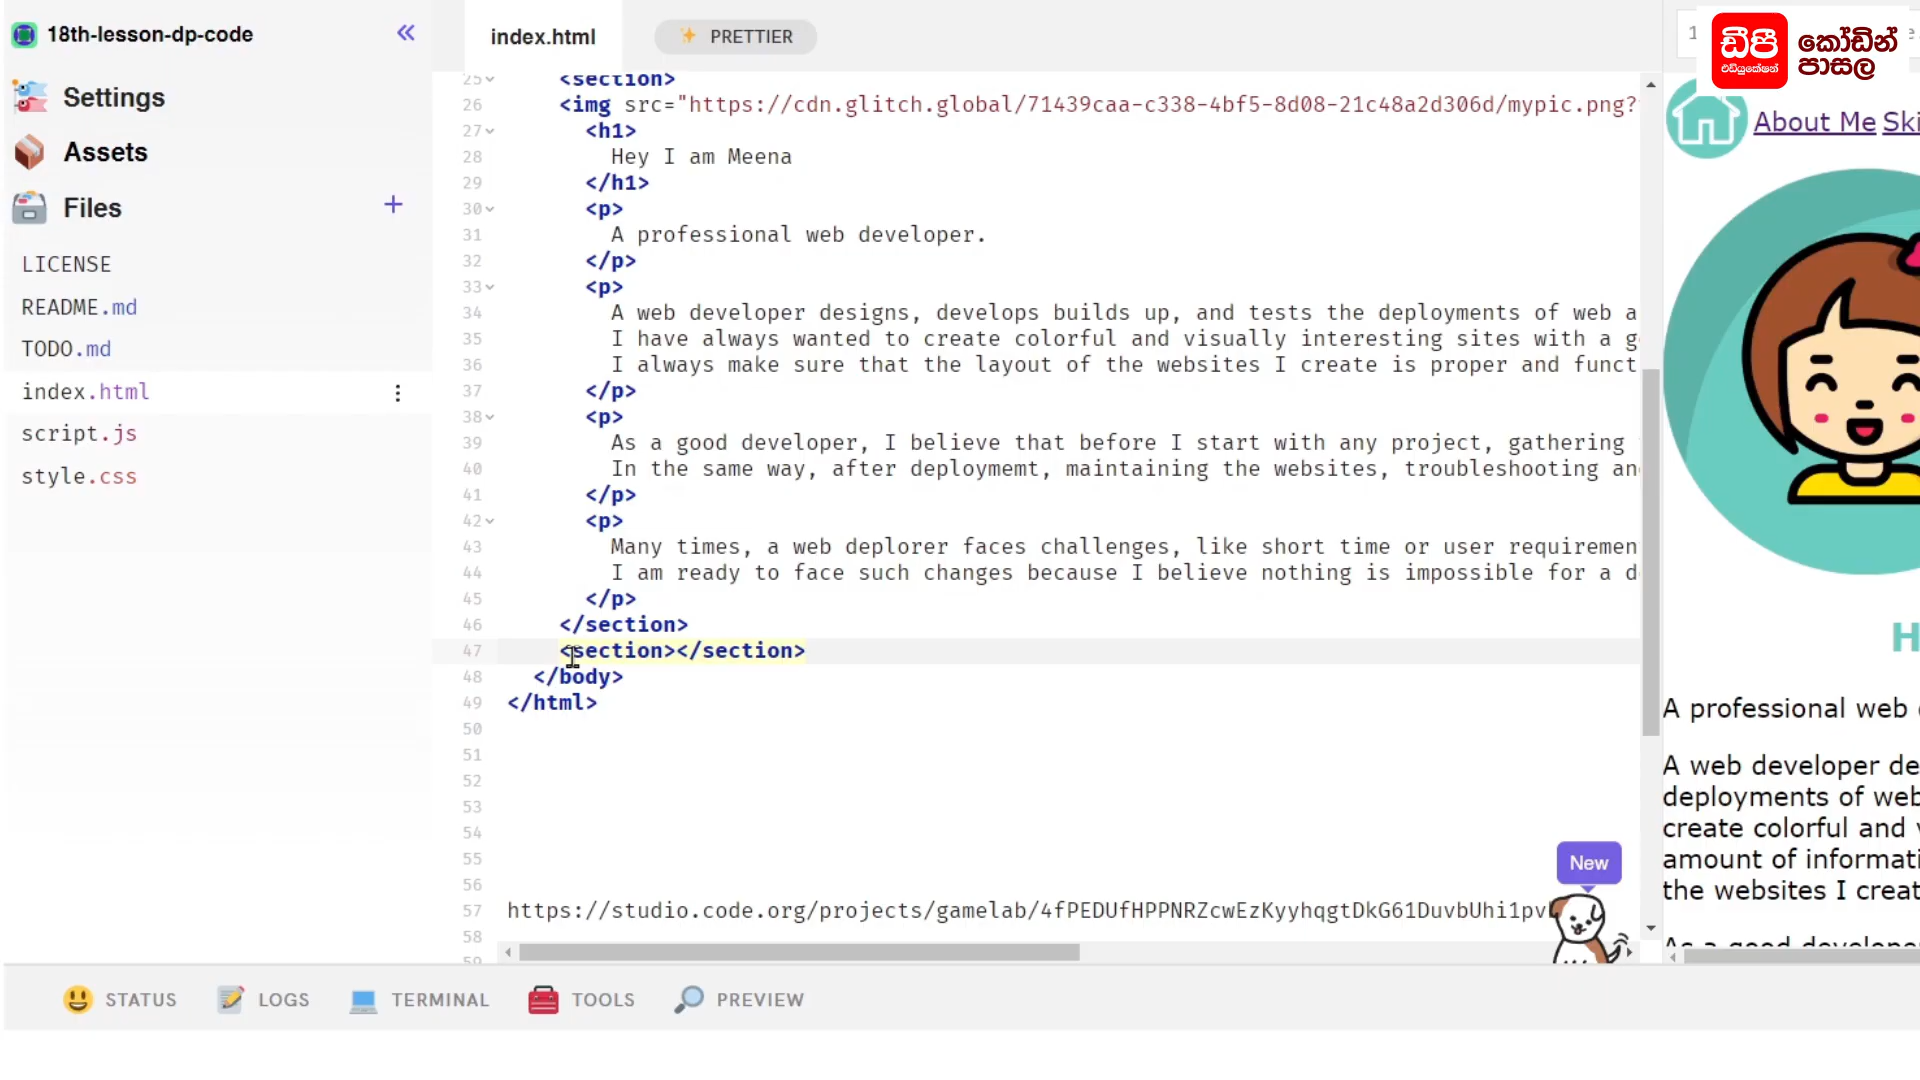 18th-lesson-dp-code
Settings
Assets
Files
LICENSE
README.md
TODO.md
index.html
script.js
style.css
index.html
PRETTIER
25 <section>
26 <img src="https://cdn.glitch.global/71439caa-c338-4bf5-8d08-21c48a2d306d/mypic.png?
27 <h1>
28 Hey I am Meena
29 </h1>
30 <p>
31 A professional web developer.
32 </p>
33 <p>
34 A web developer designs, develops builds up, and tests the deployments of web a
35 I have always wanted to create colorful and visually interesting sites with a g
36 I always make sure that the layout of the websites I create is proper and funct
37 </p>
38 <p>
39 As a good developer, I believe that before I start with any project, gathering
40 In the same way, after deploymemt, maintaining the websites, troubleshooting an
41 </p>
42 <p>
43 Many times, a web deplorer faces challenges, like short time or user requiremen
44 I am ready to face such changes because I believe nothing is impossible for a d
45 </p>
46 </section>
47 <section></section>
48 </body>
49 </html>
50
51
52
53
54
55
56
57 https://studio.code.org/projects/gamelab/4fPEDUfHPPNRZcwEzKyyhqgtDkG61DuvbUhi1pv
58
59
New
STATUS
LOGS
TERMINAL
TOOLS
PREVIEW
1
ඩීපී
එඩියුකේෂන්
කෝඩින්
පාසල
About Me Ski
H
A professional web
A web developer de
deployments of web
create colorful and
amount of informati
the websites I creat
As a good develope